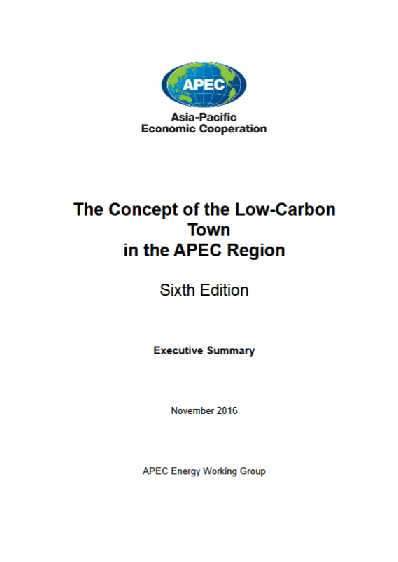 APEC
Asia-Pacific
Economic Cooperation
The Concept of the Low-Carbon
Town
in the APEC Region
Sixth Edition
Executive Summary
November 2016
APEC Energy Working Group